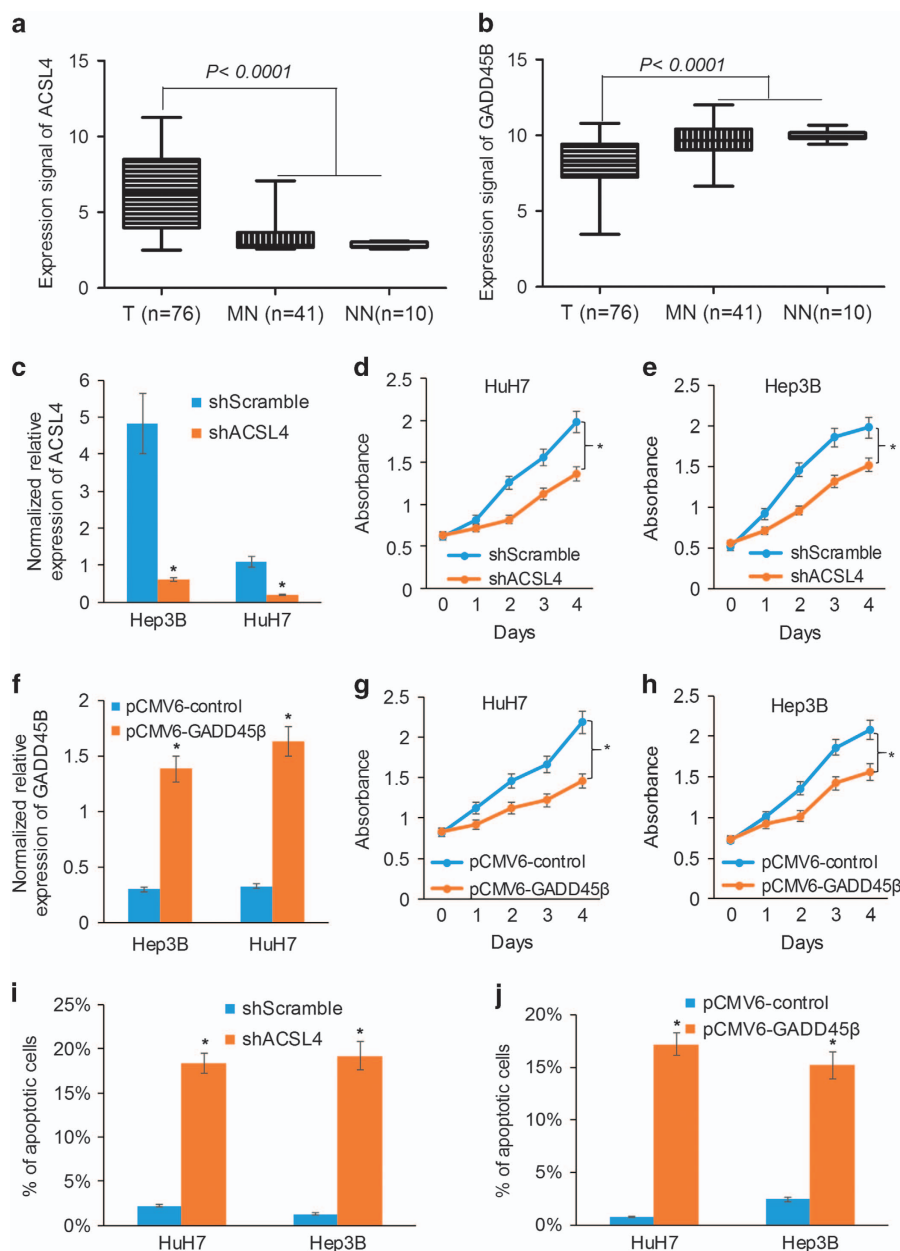 a
Expression signal of ACSL4
15
10
5
0
P< 0.0001
T (n=76)
MN (n=41)
NN(n=10)
b
Expression signal of GADD45B
15
10
5
0
P< 0.0001
T (n=76)
MN (n=41)
NN(n=10)
c
Normalized relative
expression of ACSL4
6
5
4
3
2
1
0
shScramble
shACSL4
*
*
Hep3B
HuH7
d
HuH7
Absorbance
2.5
2
1.5
1
0.5
0
*
shScramble
shACSL4
0 1 2 3 4
Days
e
Hep3B
Absorbance
2.5
2
1.5
1
0.5
0
*
shScramble
shACSL4
0 1 2 3 4
Days
f
Normalized relative
expression of GADD45B
2
1.5
1
0.5
0
pCMV6-control
pCMV6-GADD45β
*
*
Hep3B
HuH7
g
HuH7
Absorbance
2.5
2
1.5
1
0.5
0
*
pCMV6-control
pCMV6-GADD45β
0 1 2 3 4
Days
h
Hep3B
Absorbance
2.5
2
1.5
1
0.5
0
*
pCMV6-control
pCMV6-GADD45β
0 1 2 3 4
Days
i
% of apoptotic cells
25%
20%
15%
10%
5%
0%
shScramble
shACSL4
*
*
HuH7
Hep3B
j
% of apoptotic cells
20%
15%
10%
5%
0%
pCMV6-control
pCMV6-GADD45β
*
*
HuH7
Hep3B